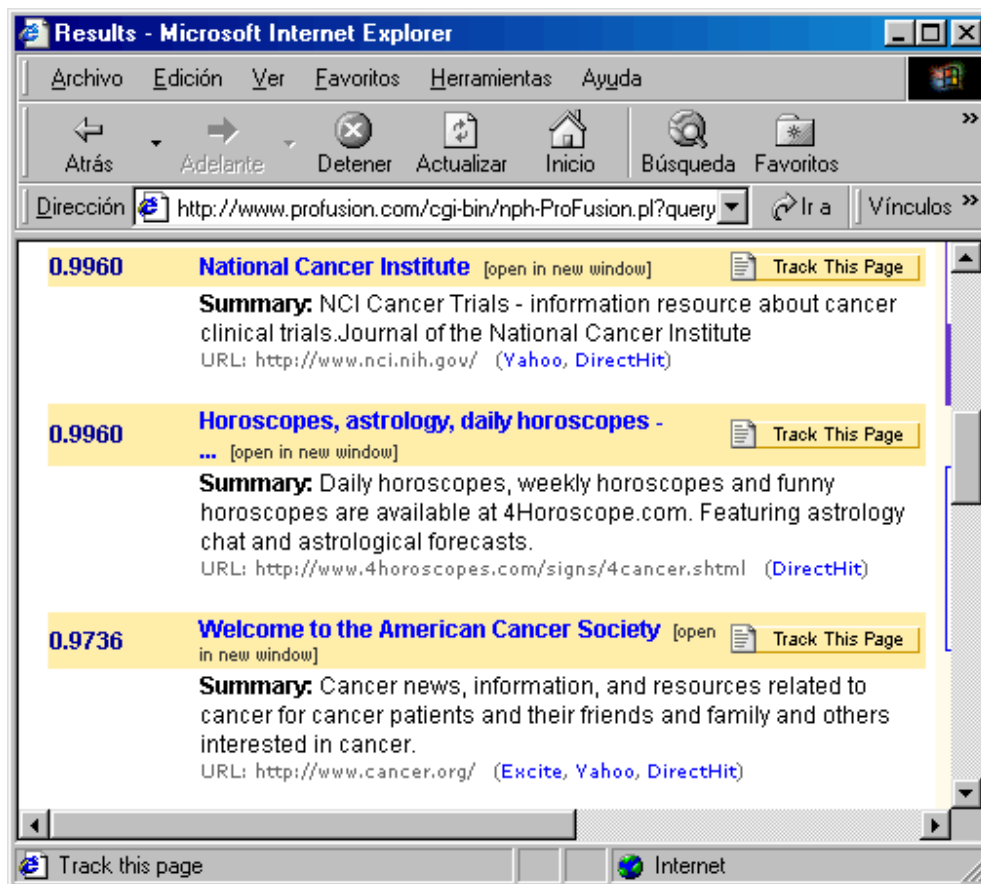 Results - Microsoft Internet Explorer
Archivo Edición Ver Favoritos Herramientas Ayuda
Atrás Adelante Detener Actualizar Inicio Búsqueda Favoritos »
Dirección http://www.profusion.com/cgi-bin/nph-ProFusion.pl?query Ir a Vínculos »
0.9960 National Cancer Institute [open in new window] Track This Page
Summary: NCI Cancer Trials - information resource about cancer
clinical trials.Journal of the National Cancer Institute
URL: http://www.nci.nih.gov/ (Yahoo, DirectHit)
0.9960 Horoscopes, astrology, daily horoscopes -
... [open in new window] Track This Page
Summary: Daily horoscopes, weekly horoscopes and funny
horoscopes are available at 4Horoscope.com. Featuring astrology
chat and astrological forecasts.
URL: http://www.4horoscopes.com/signs/4cancer.shtml (DirectHit)
0.9736 Welcome to the American Cancer Society [open
in new window] Track This Page
Summary: Cancer news, information, and resources related to
cancer for cancer patients and their friends and family and others
interested in cancer.
URL: http://www.cancer.org/ (Excite, Yahoo, DirectHit)
Track this page Internet